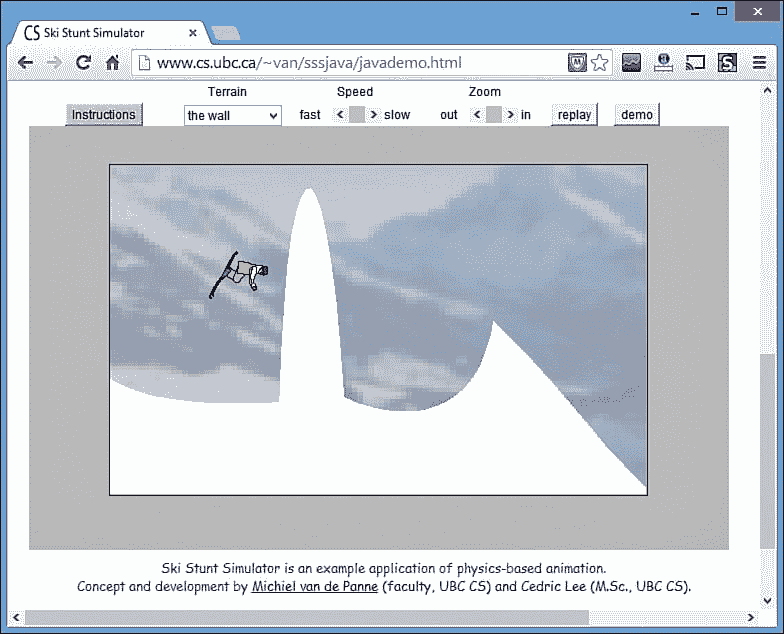 CS Ski Stunt Simulator
www.cs.ubc.ca/~van/sssjava/javademo.html
Terrain Speed Zoom
Instructions the wall fast slow out in replay demo
Ski Stunt Simulator is an example application of physics-based animation.
Concept and development by Michiel van de Panne (faculty, UBC CS) and Cedric Lee (M.Sc., UBC CS).